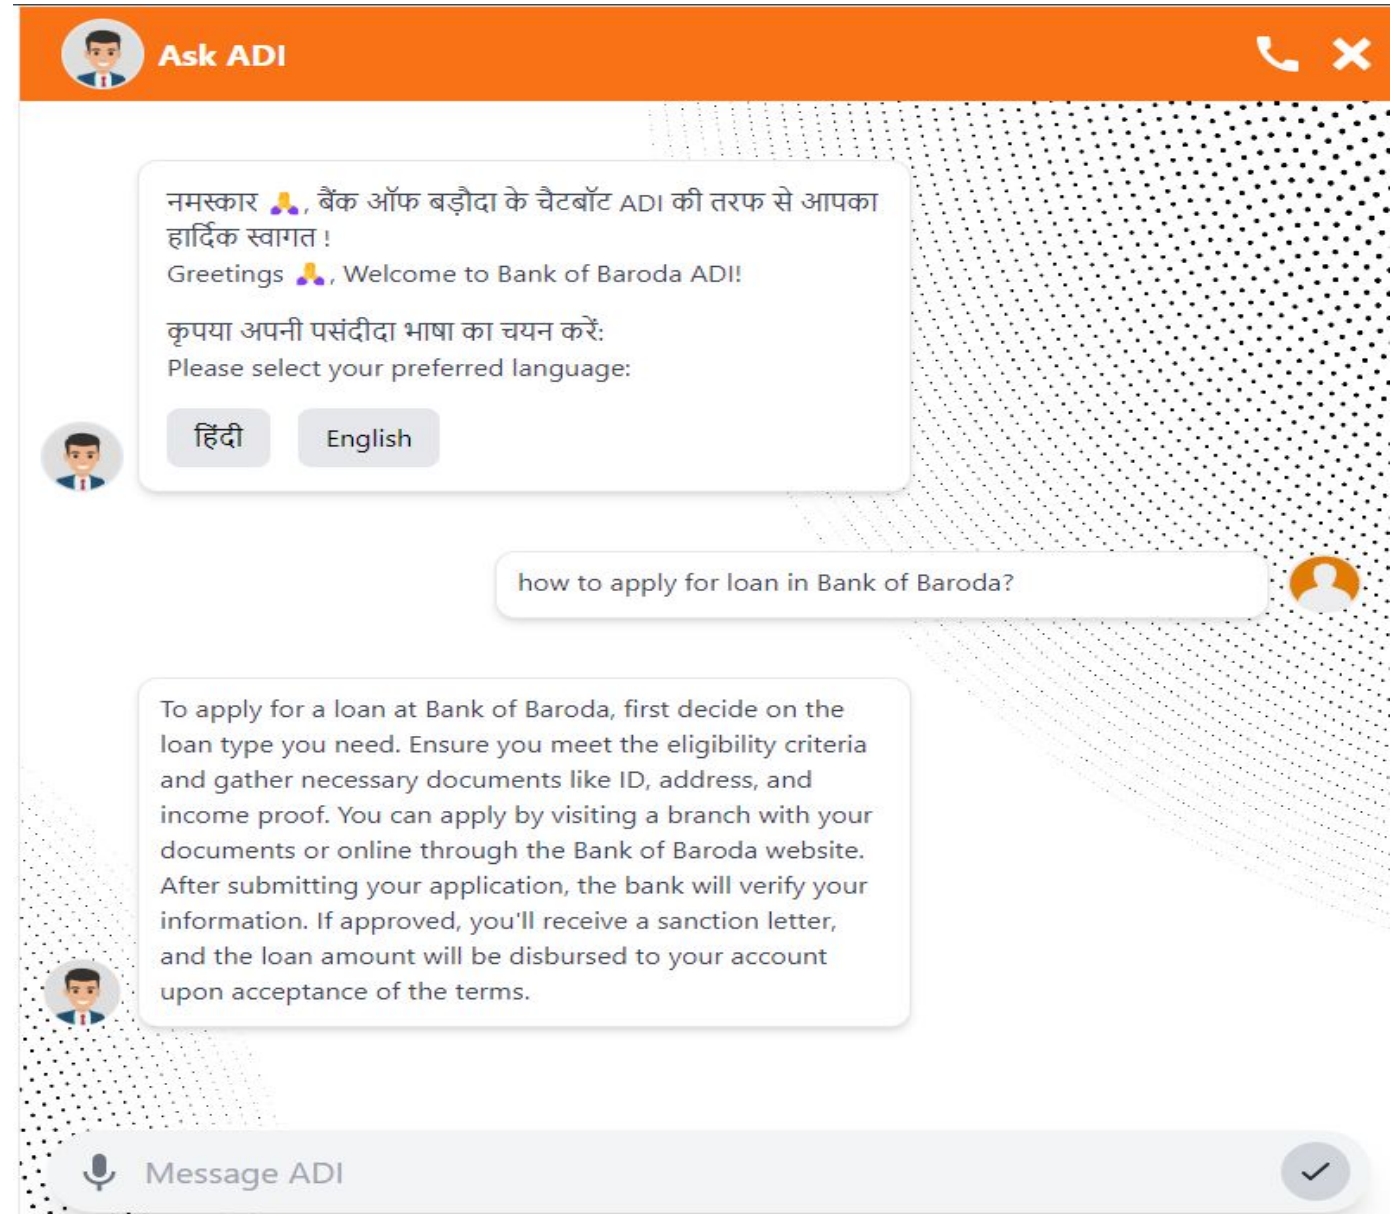 Ask ADI
नमस्कार 🙏, बैंक ऑफ बड़ौदा के चैटबॉट ADI की तरफ से आपका
हार्दिक स्वागत !
Greetings 🙏, Welcome to Bank of Baroda ADI!
कृपया अपनी पसंदीदा भाषा का चयन करें:
Please select your preferred language:
हिंदी English
how to apply for loan in Bank of Baroda?
To apply for a loan at Bank of Baroda, first decide on the
loan type you need. Ensure you meet the eligibility criteria
and gather necessary documents like ID, address, and
income proof. You can apply by visiting a branch with your
documents or online through the Bank of Baroda website.
After submitting your application, the bank will verify your
information. If approved, you'll receive a sanction letter,
and the loan amount will be disbursed to your account
upon acceptance of the terms.
Message ADI